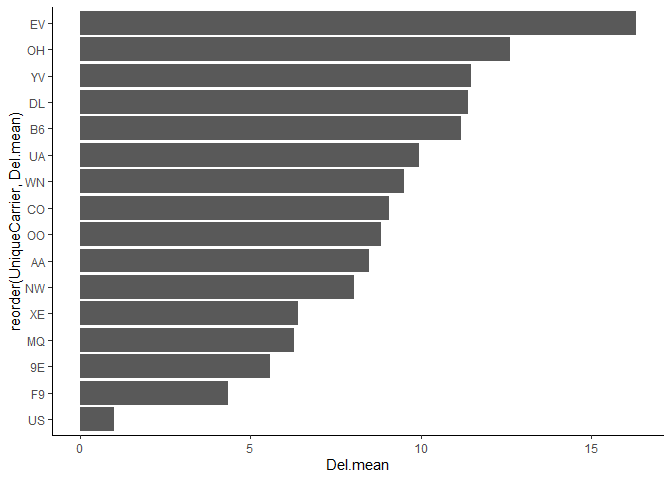 reorder(UniqueCarrier, Del.mean)
EV
OH
YV
DL
B6
UA
WN
CO
OO
AA
NW
XE
MQ
9E
F9
US
0 5 10 15
Del.mean